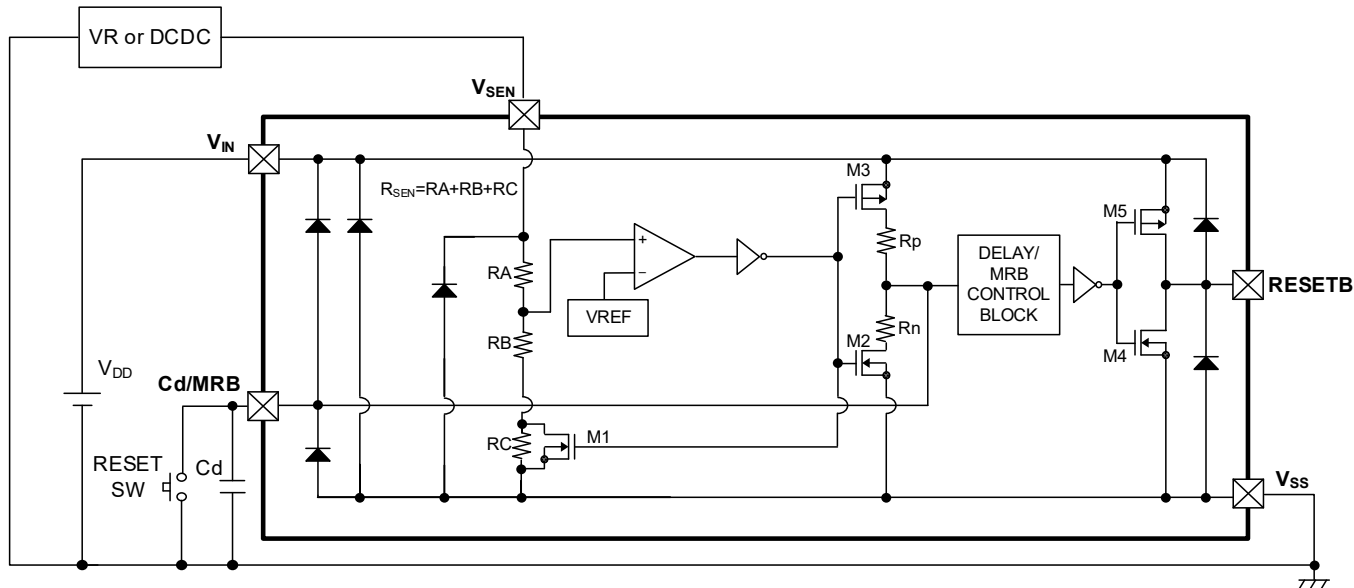 VR or DCDC
VSEN
VIN
RSEN=RA+RB+RC
M3
M5
Rp
RA
+
−
VREF
DELAY/
MRB
CONTROL
BLOCK
RESETB
RB
Rn
M2
M4
VDD
Cd/MRB
RC
M1
RESET
SW
Cd
VSS